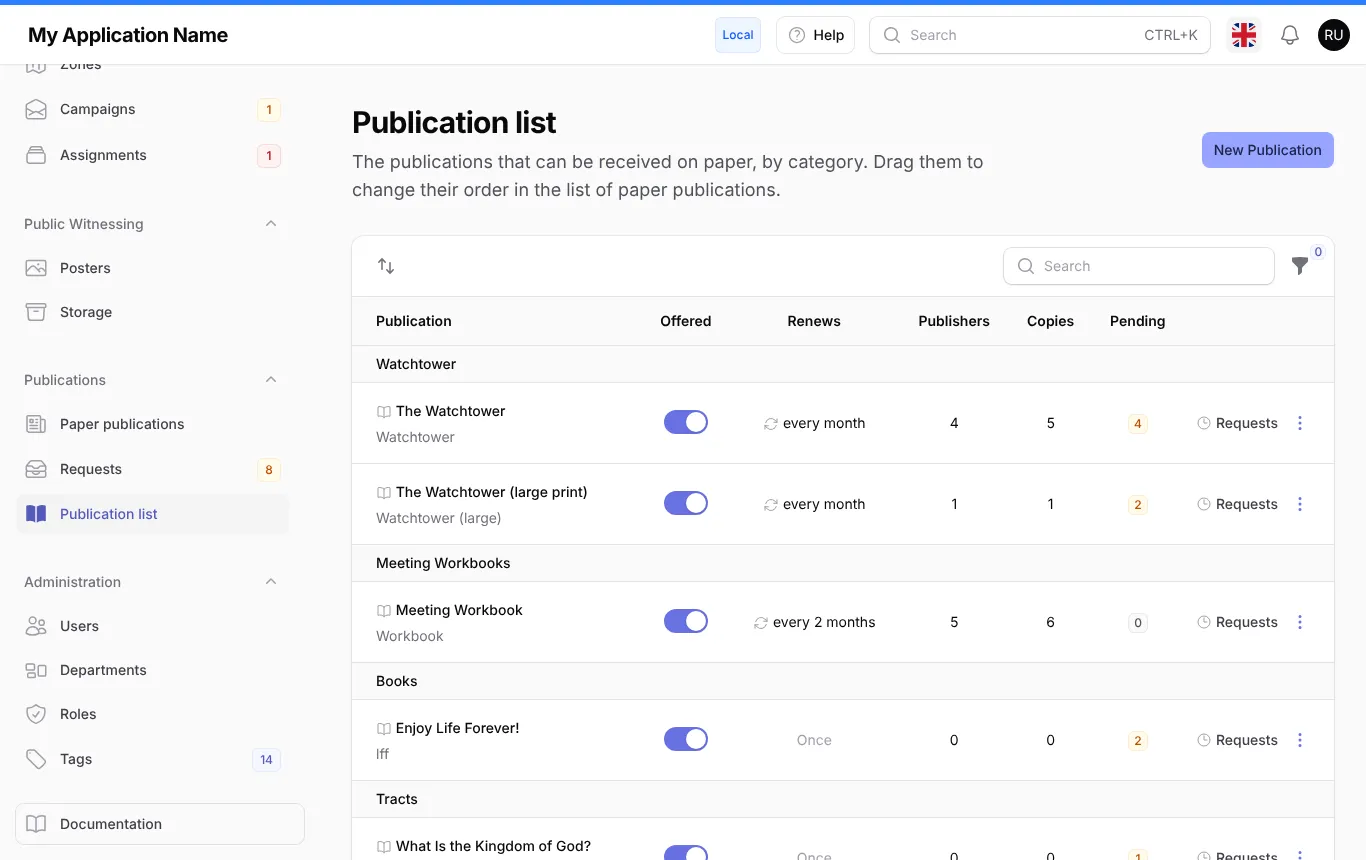 My Application Name
Local
Help
Search
CTRL+K
RU
Zones
Campaigns
1
Assignments
1
Public Witnessing
Posters
Storage
Publications
Paper publications
Requests
8
Publication list
Administration
Users
Departments
Roles
Tags
14
Documentation
Publication list
The publications that can be received on paper, by category. Drag them to
change their order in the list of paper publications.
New Publication
Search
0
Publication Offered Renews Publishers Copies Pending
Watchtower
The Watchtower
Watchtower
every month 4 5 4 Requests
The Watchtower (large print)
Watchtower (large)
every month 1 1 2 Requests
Meeting Workbooks
Meeting Workbook
Workbook
every 2 months 5 6 0 Requests
Books
Enjoy Life Forever!
lff
Once 0 0 2 Requests
Tracts
What Is the Kingdom of God?
Once 0 0 1 Requests